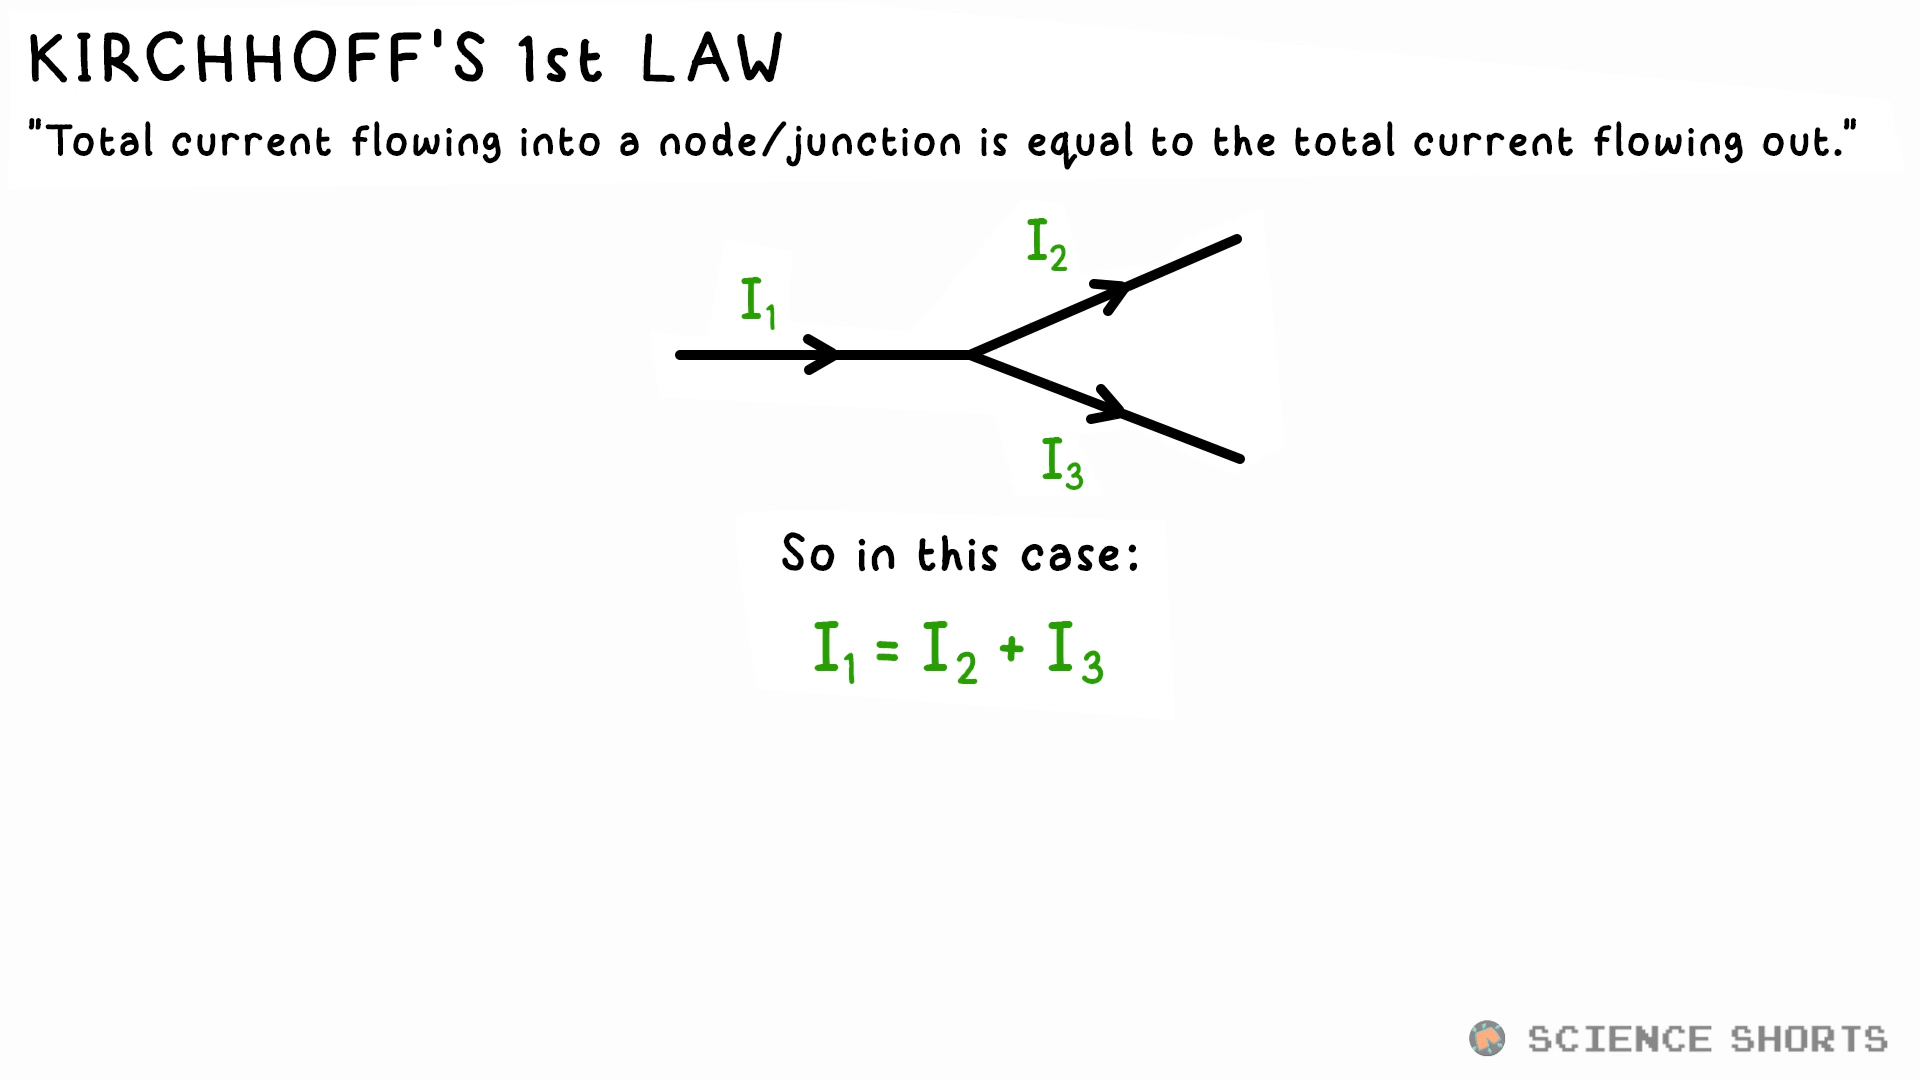 KIRCHHOFF'S 1st LAW
"Total current flowing into a node/junction is equal to the total current flowing out."
I₂
I₁
I₃
So in this case:
I₁ = I₂ + I₃
SCIENCE SHORTS